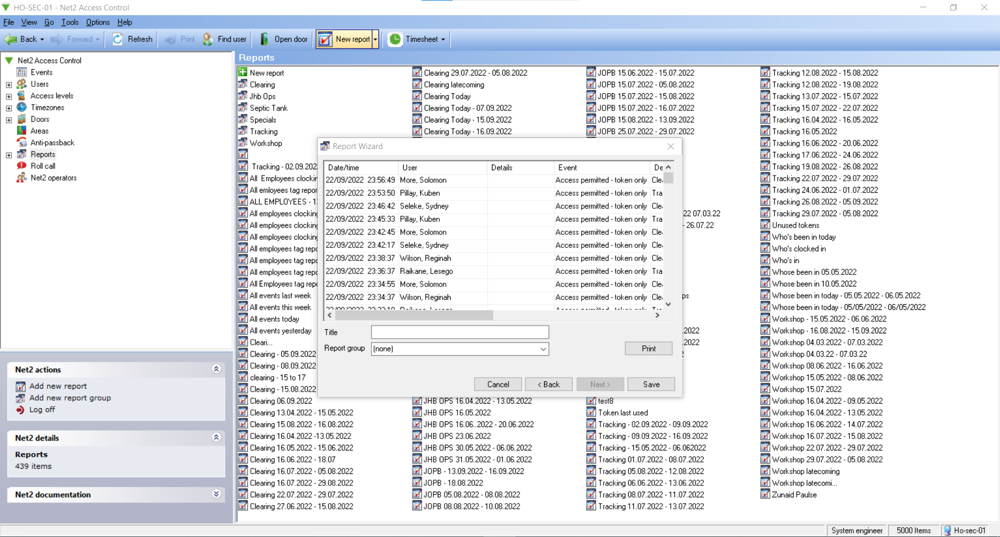 HO-SEC-01 - Net2 Access Control
File View Go Tools Options Help
Back Forward Refresh Print Find user Open door New report Timesheet
Net2 Access Control
Events
Users
Access levels
Timezones
Doors
Areas
Anti-passback
Reports
Roll call
Net2 operators
Net2 actions
Add new report
Add new report group
Log off
Net2 details
Reports
439 items
Net2 documentation
Reports
New report
Clearing
Jhb Ops
Septic Tank
Specials
Tracking
Workshop
Tracking - 02.09.202
All Employees clockin
All emloyees tag repor
ALL EMPLOYEES - 1
All employees clocking
All employees clocking
All employees clocking
All employees tag repo
All employees tag repo
All employees tag repo
All Employees tag repo
All events last week
All events this week
All events today
All events yesterday
Cleari...
Clearing - 05.09.2022
Clearing - 08.09.2022
clearing - 15 to 17
Clearing - 15.08.2022
Clearing 06.09.2022
Clearing 13.04.2022 - 15.05.2022
Clearing 15.08.2022 - 16.08.2022
Clearing 16.04.2022 -13.05.2022
Clearing 16.05.2022 - 15.06.2022
Clearing 16.06.2022 - 18.07
Clearing 16.07.2022 - 05.08.2022
Clearing 16.07.2022 - 29.08.2022
Clearing 22.07.2022 - 29.07.2022
Clearing 27.06.2022 - 15.08.2022
Clearing 29.07.2022 - 05.08.2022
Clearing latecoming
Clearing Today
Clearing Today - 07.09.2022
Clearing Today - 15.09.2022
Clearing Today - 16.09.2022
JHB OPS 16.04.2022 - 13.05.2022
JHB OPS 16.05.2022
JHB OPS 16.06..2022 - 20.06.2022
JHB OPS 23.06.2022
JHB OPS 30.05.2022 - 06.06.2022
JHB OPS 31.05.2022 - 01.06.2022
JOPB - 13.09.2022 - 16.09.2022
JOPB - 18.08.2022
JOPB 05.08.2022 - 08.08.2022
JOPB 08.08.2022 - 10.08.2022
JOPB 15.06.2022 - 15.07.2022
JOPB 15.07.2022 - 05.08.2022
JOPB 15.07.2022 - 15.08.2022
JOPB 15.07.2022 - 16.07.2022
JOPB 15.08.2022 - 13.09.2022
JOPB 25.07.2022 - 29.07.2022
22 07.03.22
- 26.07.22
ps
2022
2022
test8
Token last used
Tracking - 02.09.2022 - 09.09.2022
Tracking - 09.09.2022 - 16.09.2022
Tracking - 15.05.2022 - 06.062022
Tracking 01.07.2022 - 08.07.2022
Tracking 05.08.2022 - 12.08.2022
Tracking 06.06.2022 - 13.06.2022
Tracking 08.07.2022 - 11.07.2022
Tracking 11.07.2022 - 13.07.2022
Tracking 12.08.2022 - 15.08.2022
Tracking 12.08.2022 - 19.08.2022
Tracking 13.07.2022 - 15.07.2022
Tracking 15.07.2022 - 22.07.2022
Tracking 16.04.2022 - 16.05.2022
Tracking 16.05.2022
Tracking 16.06.2022 - 20.06.2022
Tracking 17.06.2022 - 24.06.2022
Tracking 19.08.2022 - 26.08.2022
Tracking 22.07.2022 - 29.07.2022
Tracking 24.06.2022 - 01.07.2022
Tracking 26.08.2022 - 05.09.2022
Tracking 29.07.2022 - 05.08.2022
Unused tokens
Who's been in today
Who's clocked in
Who's in
Whose been in 05.05.2022
Whose been in 10.05.2022
Whose been in today - 05.05.2022 - 06.05.2022
Whose been in today - 05/05/2022 - 06/05/2022
Workshop - 15.05.2022 - 06.06.2022
Workshop - 16.08.2022 - 15.09.2022
Workshop 04.03.2022 - 07.03.2022
Workshop 04.03.22 - 07.03.22
Workshop 08.06.2022 - 16.06.2022
Workshop 15.05.2022 - 08.06.2022
Workshop 15.07.2022
Workshop 16.04.2022 - 09.05.2022
Workshop 16.04.2022 - 13.05.2022
Workshop 16.06.2022 - 14.07.2022
Workshop 16.07.2022 - 15.08.2022
Workshop 22.07.2022 - 29.07.2022
Workshop 29.07.2022 - 05.08.2022
Workshop latecoming
Workshop latecomi...
Zunaid Paulse
Report Wizard
Date/time User Details Event De
22/09/2022 23:56:49 More, Solomon Access permitted - token only Cle
22/09/2022 23:53:50 Pillay, Kuben Access permitted - token only Tra
22/09/2022 23:46:42 Seleke, Sydney Access permitted - token only Cle
22/09/2022 23:45:33 Pillay, Kuben Access permitted - token only Tra
22/09/2022 23:42:45 More, Solomon Access permitted - token only Cle
22/09/2022 23:42:17 Seleke, Sydney Access permitted - token only Cle
22/09/2022 23:38:37 Wilson, Reginah Access permitted - token only Cle
22/09/2022 23:36:37 Raikane, Lesego Access permitted - token only Tra
22/09/2022 23:34:55 More, Solomon Access permitted - token only Cle
22/09/2022 23:34:37 Wilson, Reginah Access permitted - token only Cle
Title
Report group (none) Print
Cancel < Back Next > Save
System engineer 5000 Items Ho-sec-01